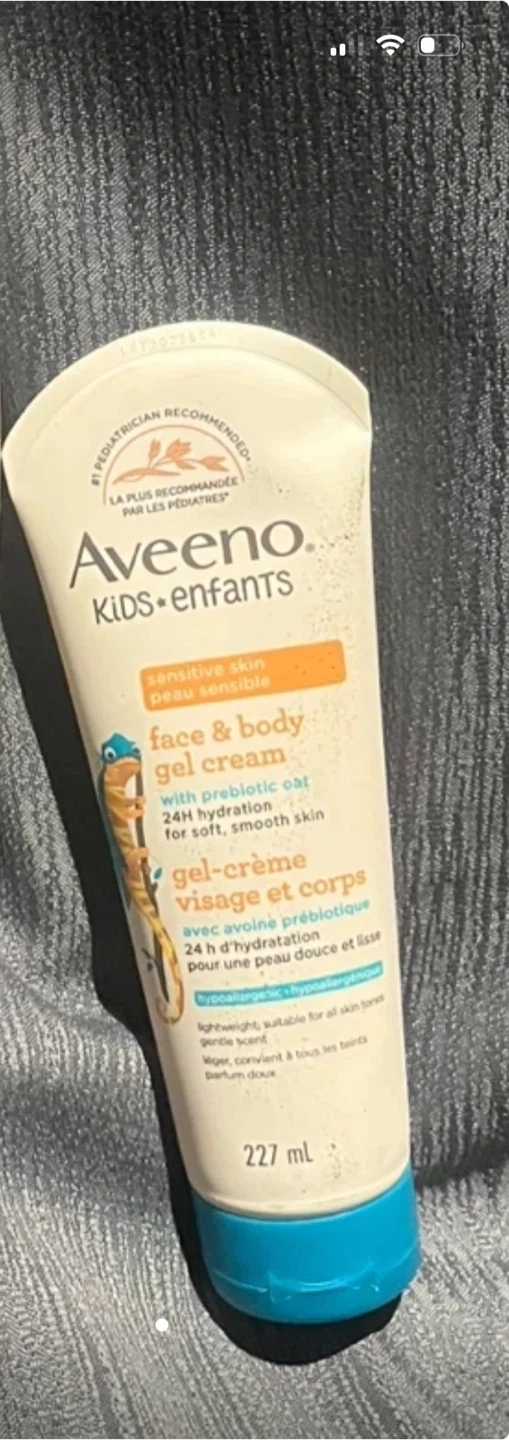 #1 PEDIATRICIAN RECOMMENDED*
LA PLUS RECOMMANDÉE
PAR LES PÉDIATRES*
Aveeno®
KiDS•enfanTS
sensitive skin
peau sensible
face & body
gel cream
with prebiotic oat
24H hydration
for soft, smooth skin
gel-crème
visage et corps
avec avoine prébiotique
24 h d'hydratation
pour une peau douce et lisse
hypoallergenic • hypoallergénique
lightweight, suitable for all skin tones
gentle scent
léger, convient à tous les teints
parfum doux
227 mL